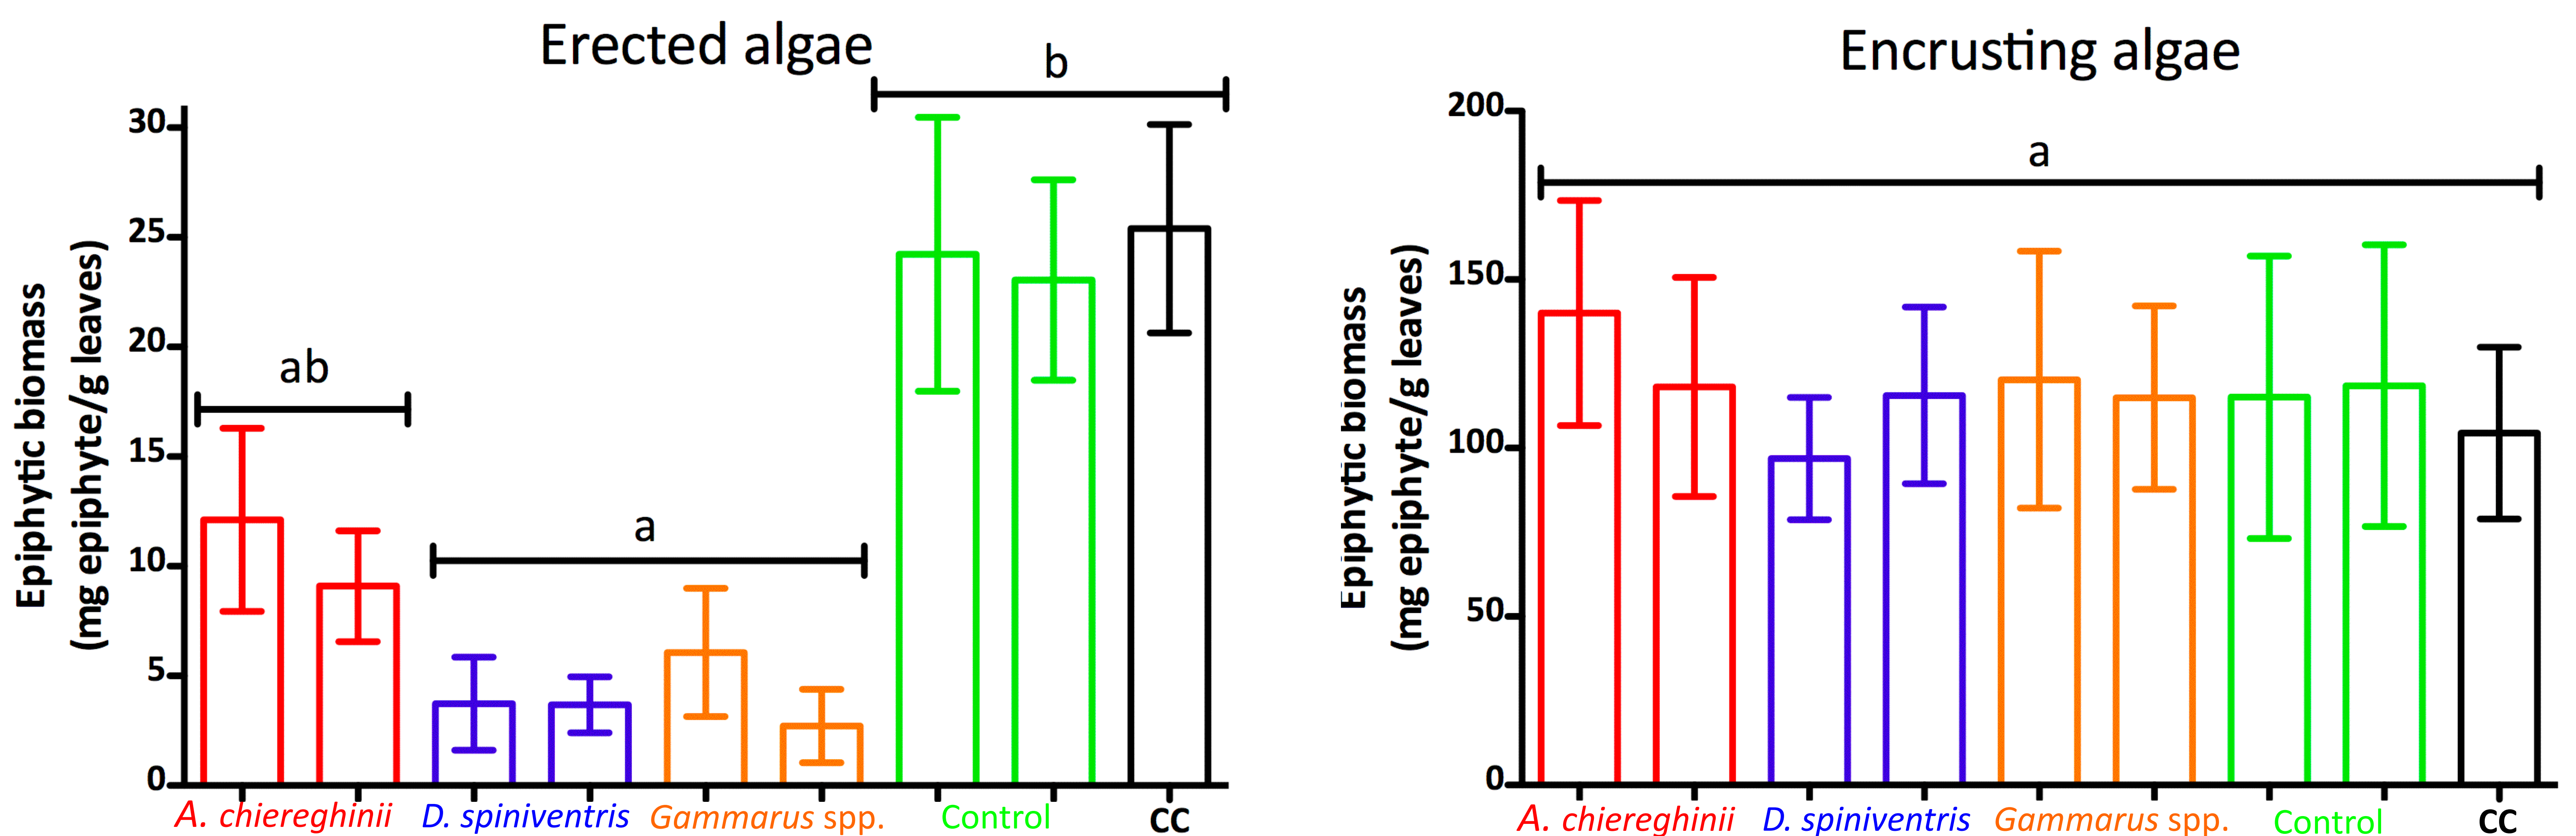 Erected algae
b
30
25
20
15
10
5
0
Epiphytic biomass
(mg epiphyte/g leaves)
ab
a
A. chiereghinii D. spiniventris Gammarus spp. Control CC
Encrusting algae
a
200
150
100
50
0
Epiphytic biomass
(mg epiphyte/g leaves)
A. chiereghinii D. spiniventris Gammarus spp. Control CC